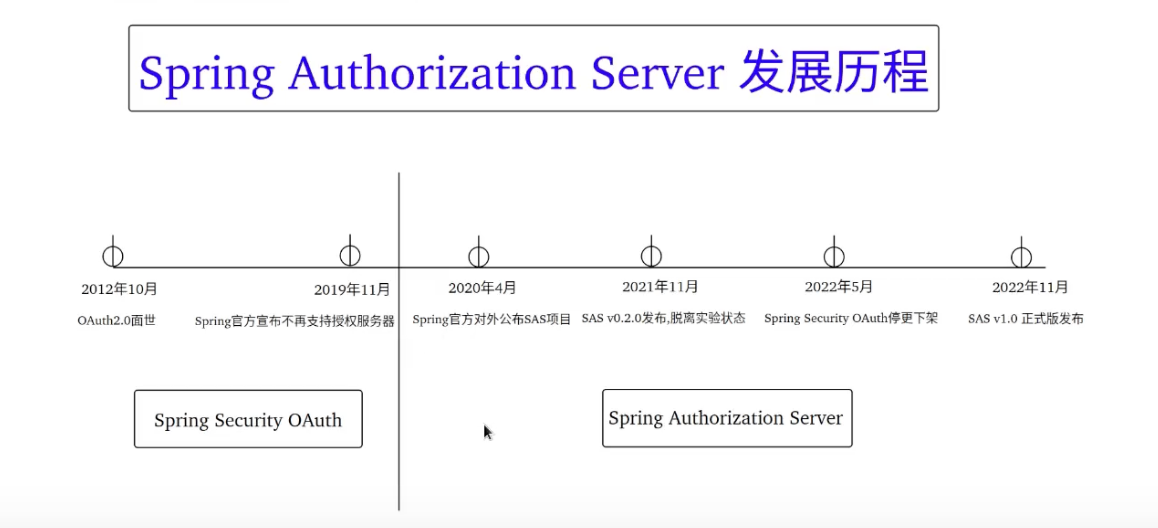 Spring Authorization Server 发展历程
2012年10月
2019年11月
2020年4月
2021年11月
2022年5月
2022年11月
OAuth2.0面世
Spring官方宣布不再支持授权服务器
Spring官方对外公布SAS项目
SAS v0.2.0发布,脱离实验状态
Spring Security OAuth停更下架
SAS v1.0 正式版发布
Spring Security OAuth
Spring Authorization Server